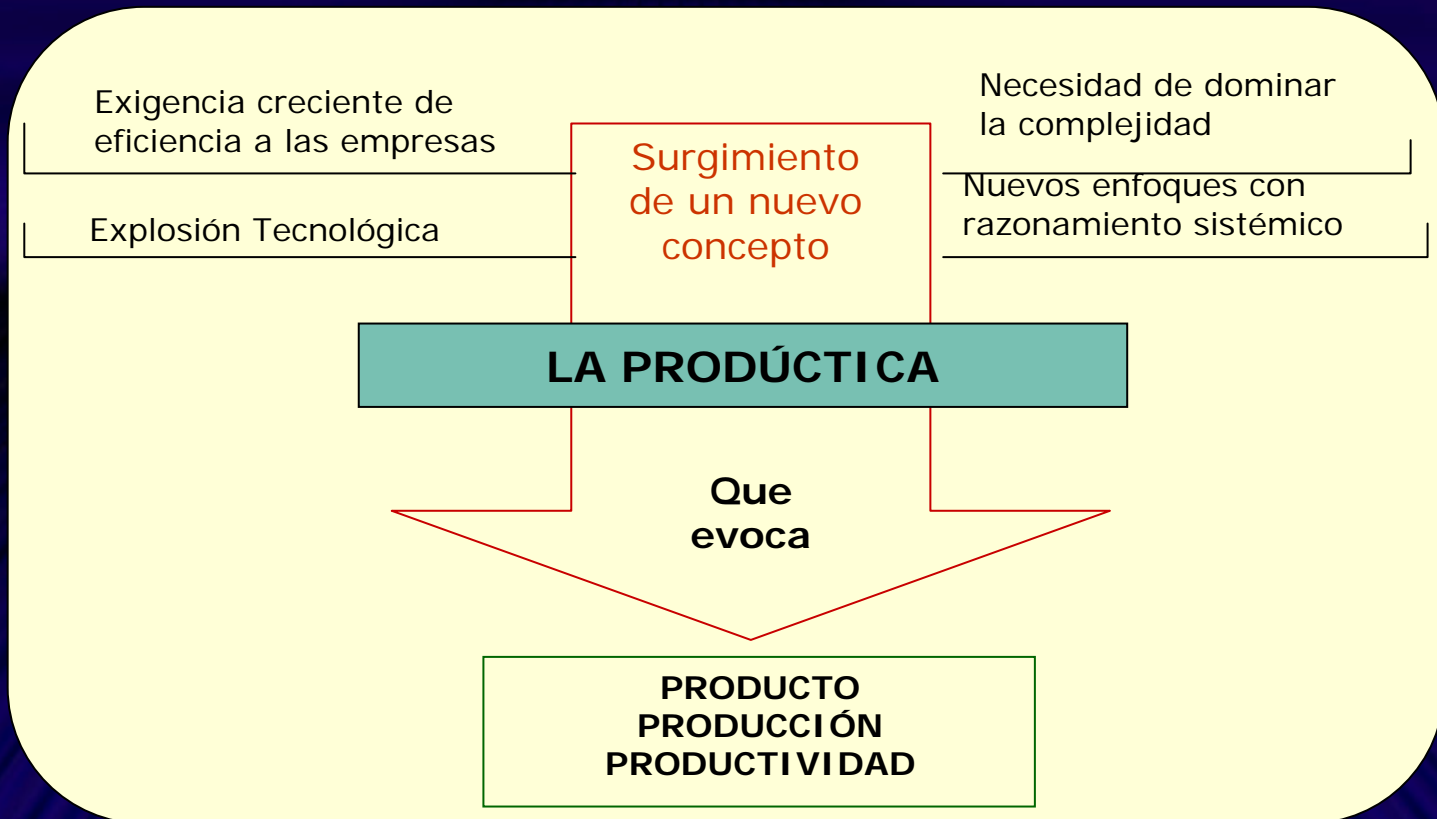 Exigencia creciente de
eficiencia a las empresas
Explosión Tecnológica
Surgimiento
de un nuevo
concepto
Necesidad de dominar
la complejidad
Nuevos enfoques con
razonamiento sistémico
LA PRODÚCTICA
Que
evoca
PRODUCTO
PRODUCCIÓN
PRODUCTIVIDAD